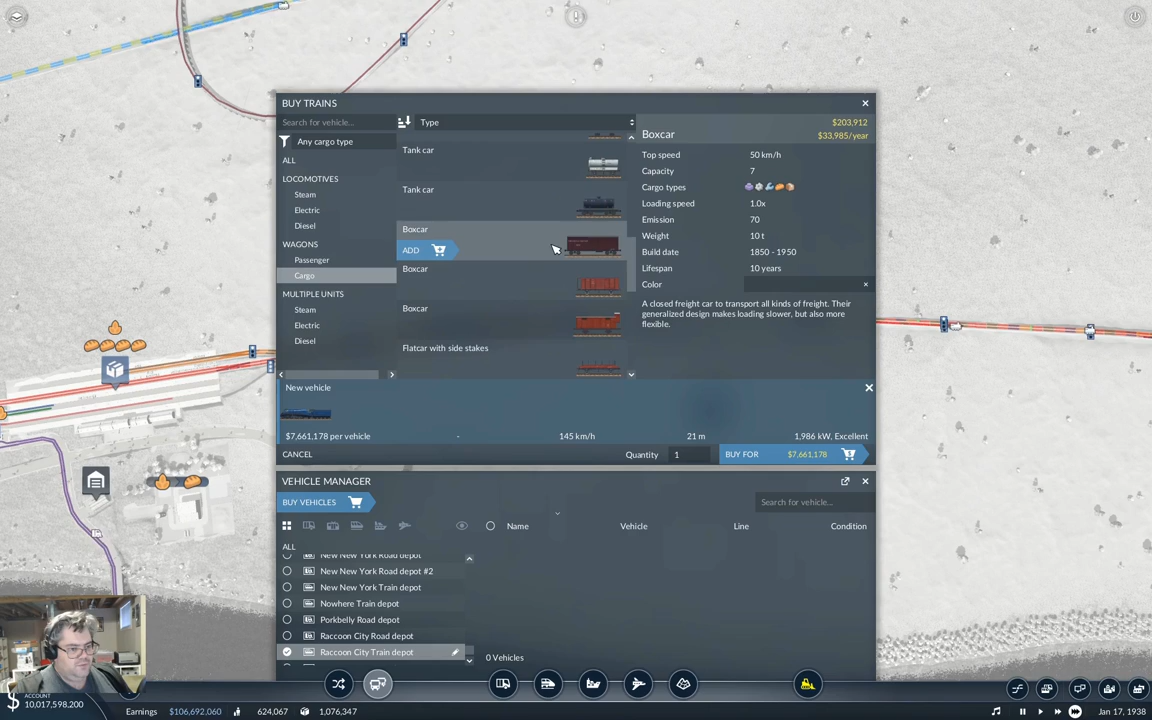 BUY TRAINS
Search for vehicle...
Type
Any cargo type
ALL
LOCOMOTIVES
Steam
Electric
Diesel
WAGONS
Passenger
Cargo
MULTIPLE UNITS
Steam
Electric
Diesel
Tank car
Tank car
Boxcar
ADD
Boxcar
Boxcar
Flatcar with side stakes
$203,912
Boxcar
$33,985/year
Top speed 50 km/h
Capacity 7
Cargo types
Loading speed 1.0x
Emission 70
Weight 10 t
Build date 1850 - 1950
Lifespan 10 years
Color
A closed freight car to transport all kinds of freight. Their
generalized design makes loading slower, but also more
flexible.
New vehicle
$7,661,178 per vehicle - 145 km/h 21 m 1,986 kW, Excellent
CANCEL Quantity 1 BUY FOR $7,661,178
VEHICLE MANAGER
BUY VEHICLES Search for vehicle...
Name Vehicle Line Condition
ALL
New New York Road depot
New New York Road depot #2
New New York Train depot
Nowhere Train depot
Porkbelly Road depot
Raccoon City Road depot
Raccoon City Train depot
0 Vehicles
ACCOUNT
10,017,598,200
Earnings $106,692,060 624,067 1,076,347 Jan 17, 1938